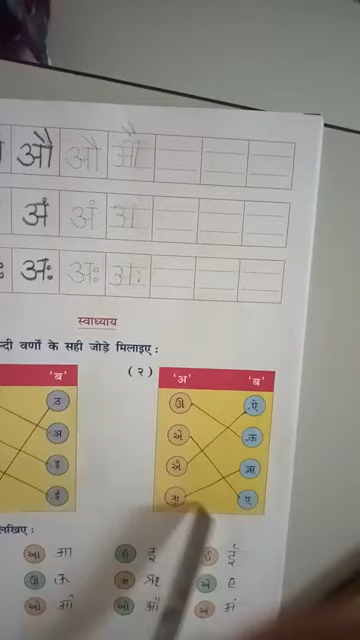 औ औ औ
अं अं अं
अः अः अः
स्वाध्याय
न्दी वर्णों के सही जोड़े मिलाइए :
'ब' (२) 'अ' 'ब'
उ ઊ ऐ
अ એ ऊ
इ ઐ ऋ
ई ઋ ए
लिखिए :
આ आ ઇ इ ઈ ई
ઊ ऊ ઋ ऋ એ ए
ઓ ओ ઔ औ અં अं